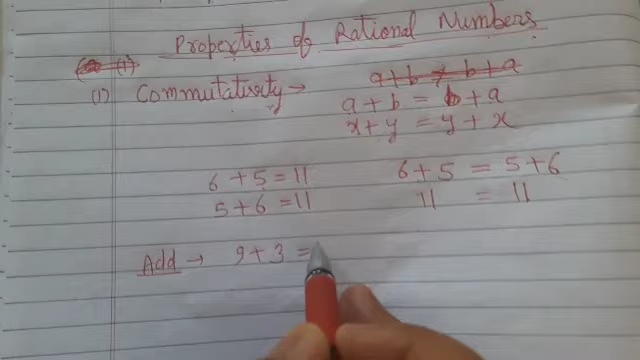 Properties of Rational Numbers
(1) Commutativity → a+b ≠ b+a
a+b = b+a
x+y = y+x
6+5=11 6+5 = 5+6
5+6=11 11 = 11
Add → 9+3 =